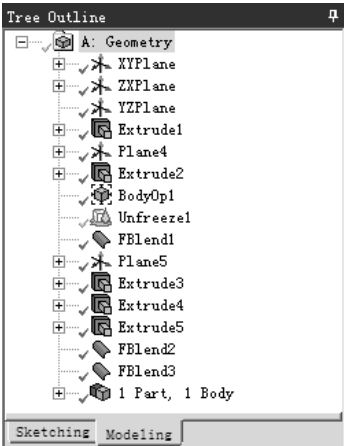 Tree Outline
A: Geometry
XYPlane
ZXPlane
YZPlane
Extrude1
Plane4
Extrude2
BodyOp1
Unfreeze1
FBlend1
Plane5
Extrude3
Extrude4
Extrude5
FBlend2
FBlend3
1 Part, 1 Body
Sketching Modeling